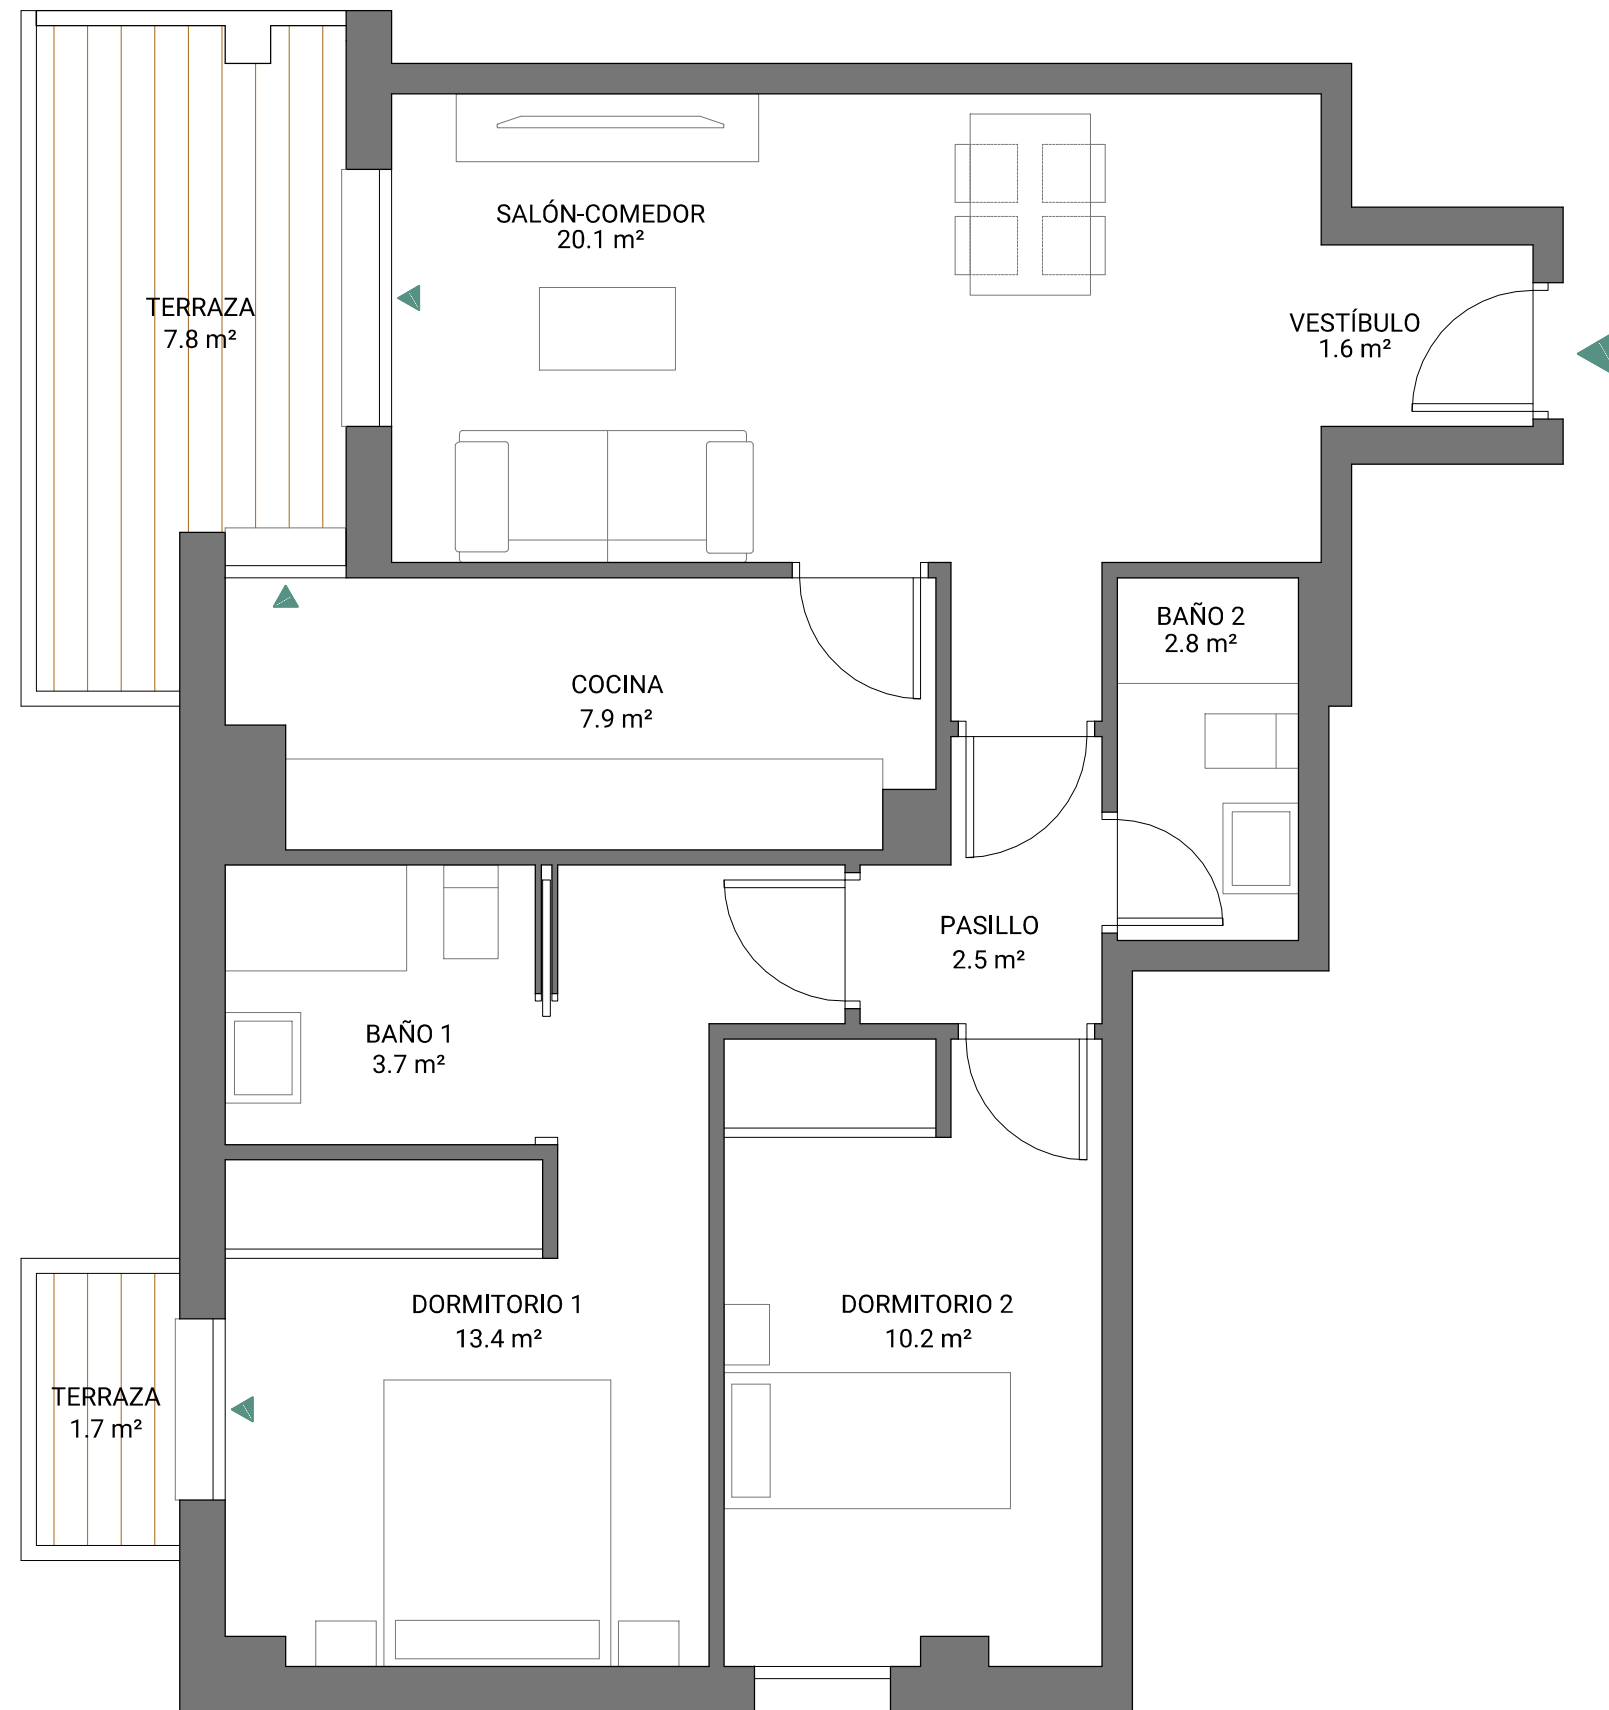 SALÓN-COMEDOR
20.1 m²
TERRAZA
7.8 m²
VESTÍBULO
1.6 m²
BAÑO 2
2.8 m²
COCINA
7.9 m²
PASILLO
2.5 m²
BAÑO 1
3.7 m²
DORMITORIO 1
13.4 m²
DORMITORIO 2
10.2 m²
TERRAZA
1.7 m²